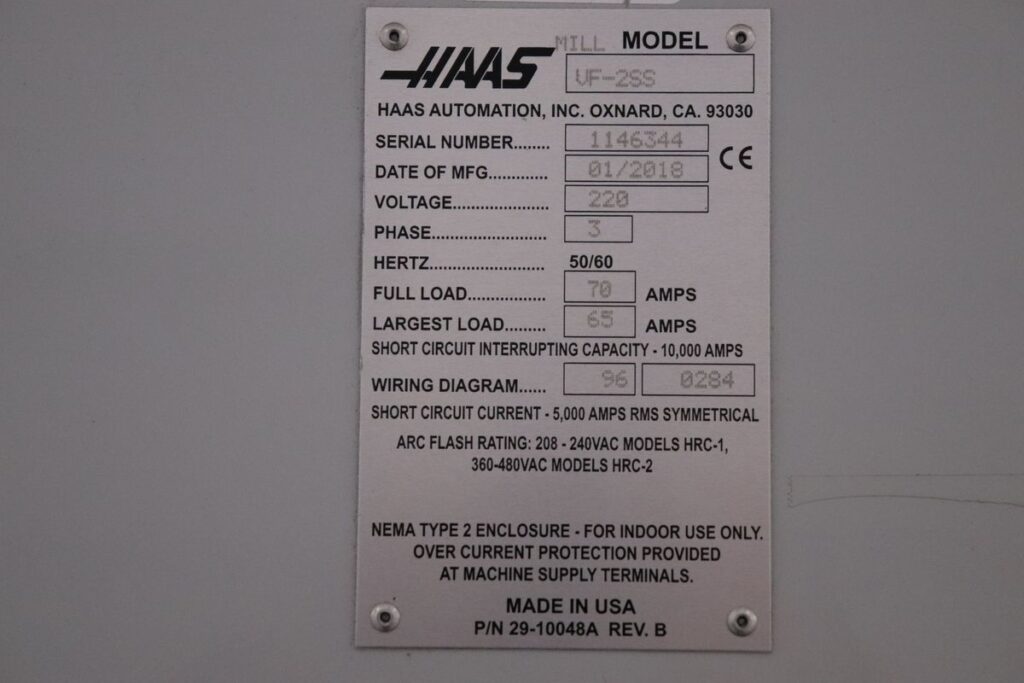 MILL MODEL
HAAS VF-2SS
HAAS AUTOMATION, INC. OXNARD, CA. 93030
SERIAL NUMBER........ 1146344
CE
DATE OF MFG............. 01/2018
VOLTAGE...................... 220
PHASE.......................... 3
HERTZ.......................... 50/60
FULL LOAD.................. 70 AMPS
LARGEST LOAD......... 65 AMPS
SHORT CIRCUIT INTERRUPTING CAPACITY - 10,000 AMPS
WIRING DIAGRAM...... 96 0284
SHORT CIRCUIT CURRENT - 5,000 AMPS RMS SYMMETRICAL
ARC FLASH RATING: 208 - 240VAC MODELS HRC-1,
360-480VAC MODELS HRC-2
NEMA TYPE 2 ENCLOSURE - FOR INDOOR USE ONLY.
OVER CURRENT PROTECTION PROVIDED
AT MACHINE SUPPLY TERMINALS.
MADE IN USA
P/N 29-10048A REV. B